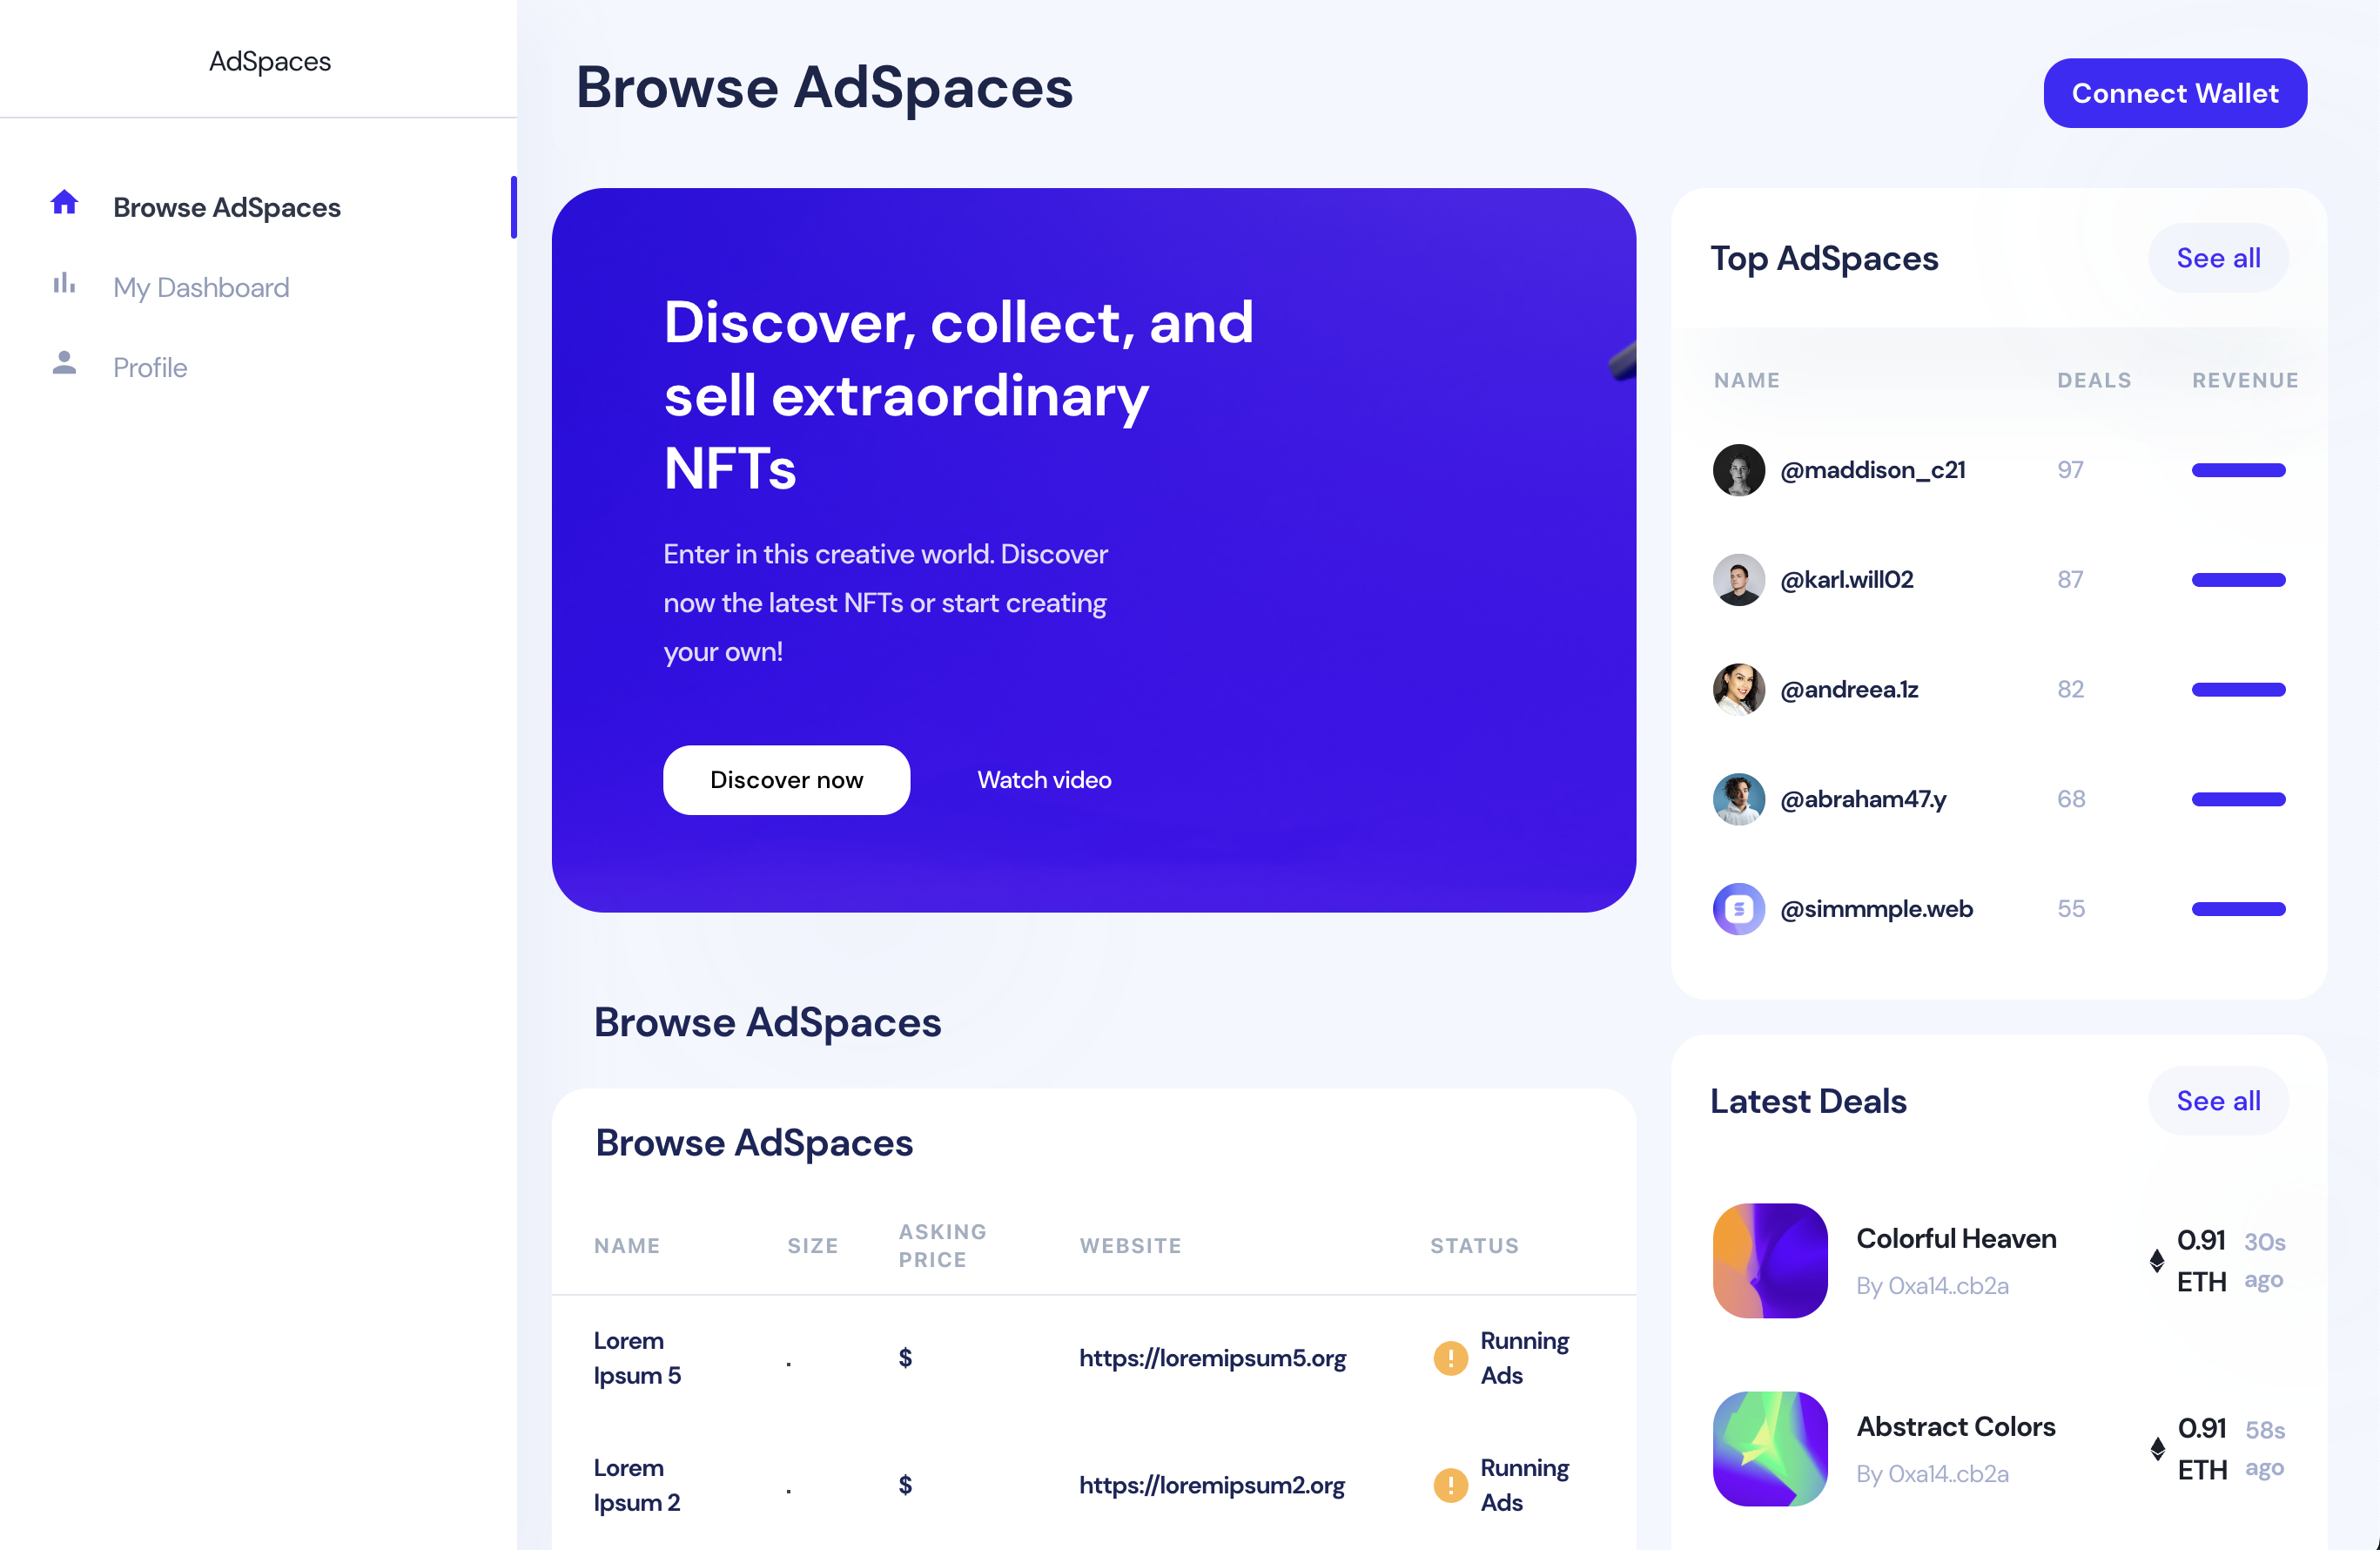 AdSpaces
Browse AdSpaces
My Dashboard
Profile
Browse AdSpaces
Connect Wallet
Discover, collect, and
sell extraordinary
NFTs
Enter in this creative world. Discover
now the latest NFTs or start creating
your own!
Discover now
Watch video
Top AdSpaces
See all
NAME DEALS REVENUE
@maddison_c21 97
@karl.will02 87
@andreea.1z 82
@abraham47.y 68
@simmmple.web 55
Browse AdSpaces
Browse AdSpaces
NAME SIZE ASKING PRICE WEBSITE STATUS
Lorem
Ipsum 5
.
$
https://loremipsum5.org
Running
Ads
Lorem
Ipsum 2
.
$
https://loremipsum2.org
Running
Ads
Latest Deals
See all
Colorful Heaven
By 0xa14..cb2a
0.91
ETH
30s
ago
Abstract Colors
By 0xa14..cb2a
0.91
ETH
58s
ago